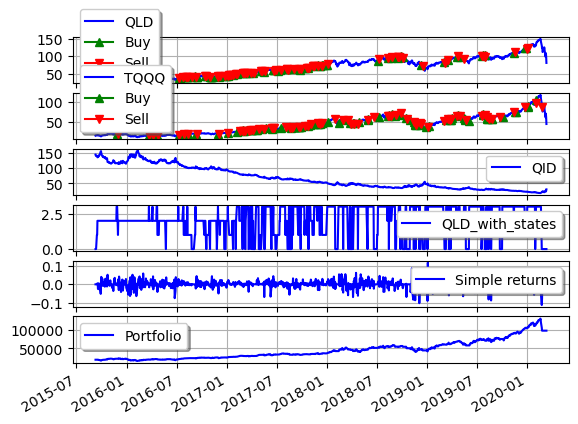 QLD
Buy
Sell
150
100
50
TQQQ
Buy
Sell
100
50
150
100
50
QID
2.5
0.0
QLD_with_states
0.1
0.0
−0.1
Simple returns
100000
50000
Portfolio
2015-07
2016-01
2016-07
2017-01
2017-07
2018-01
2018-07
2019-01
2019-07
2020-01